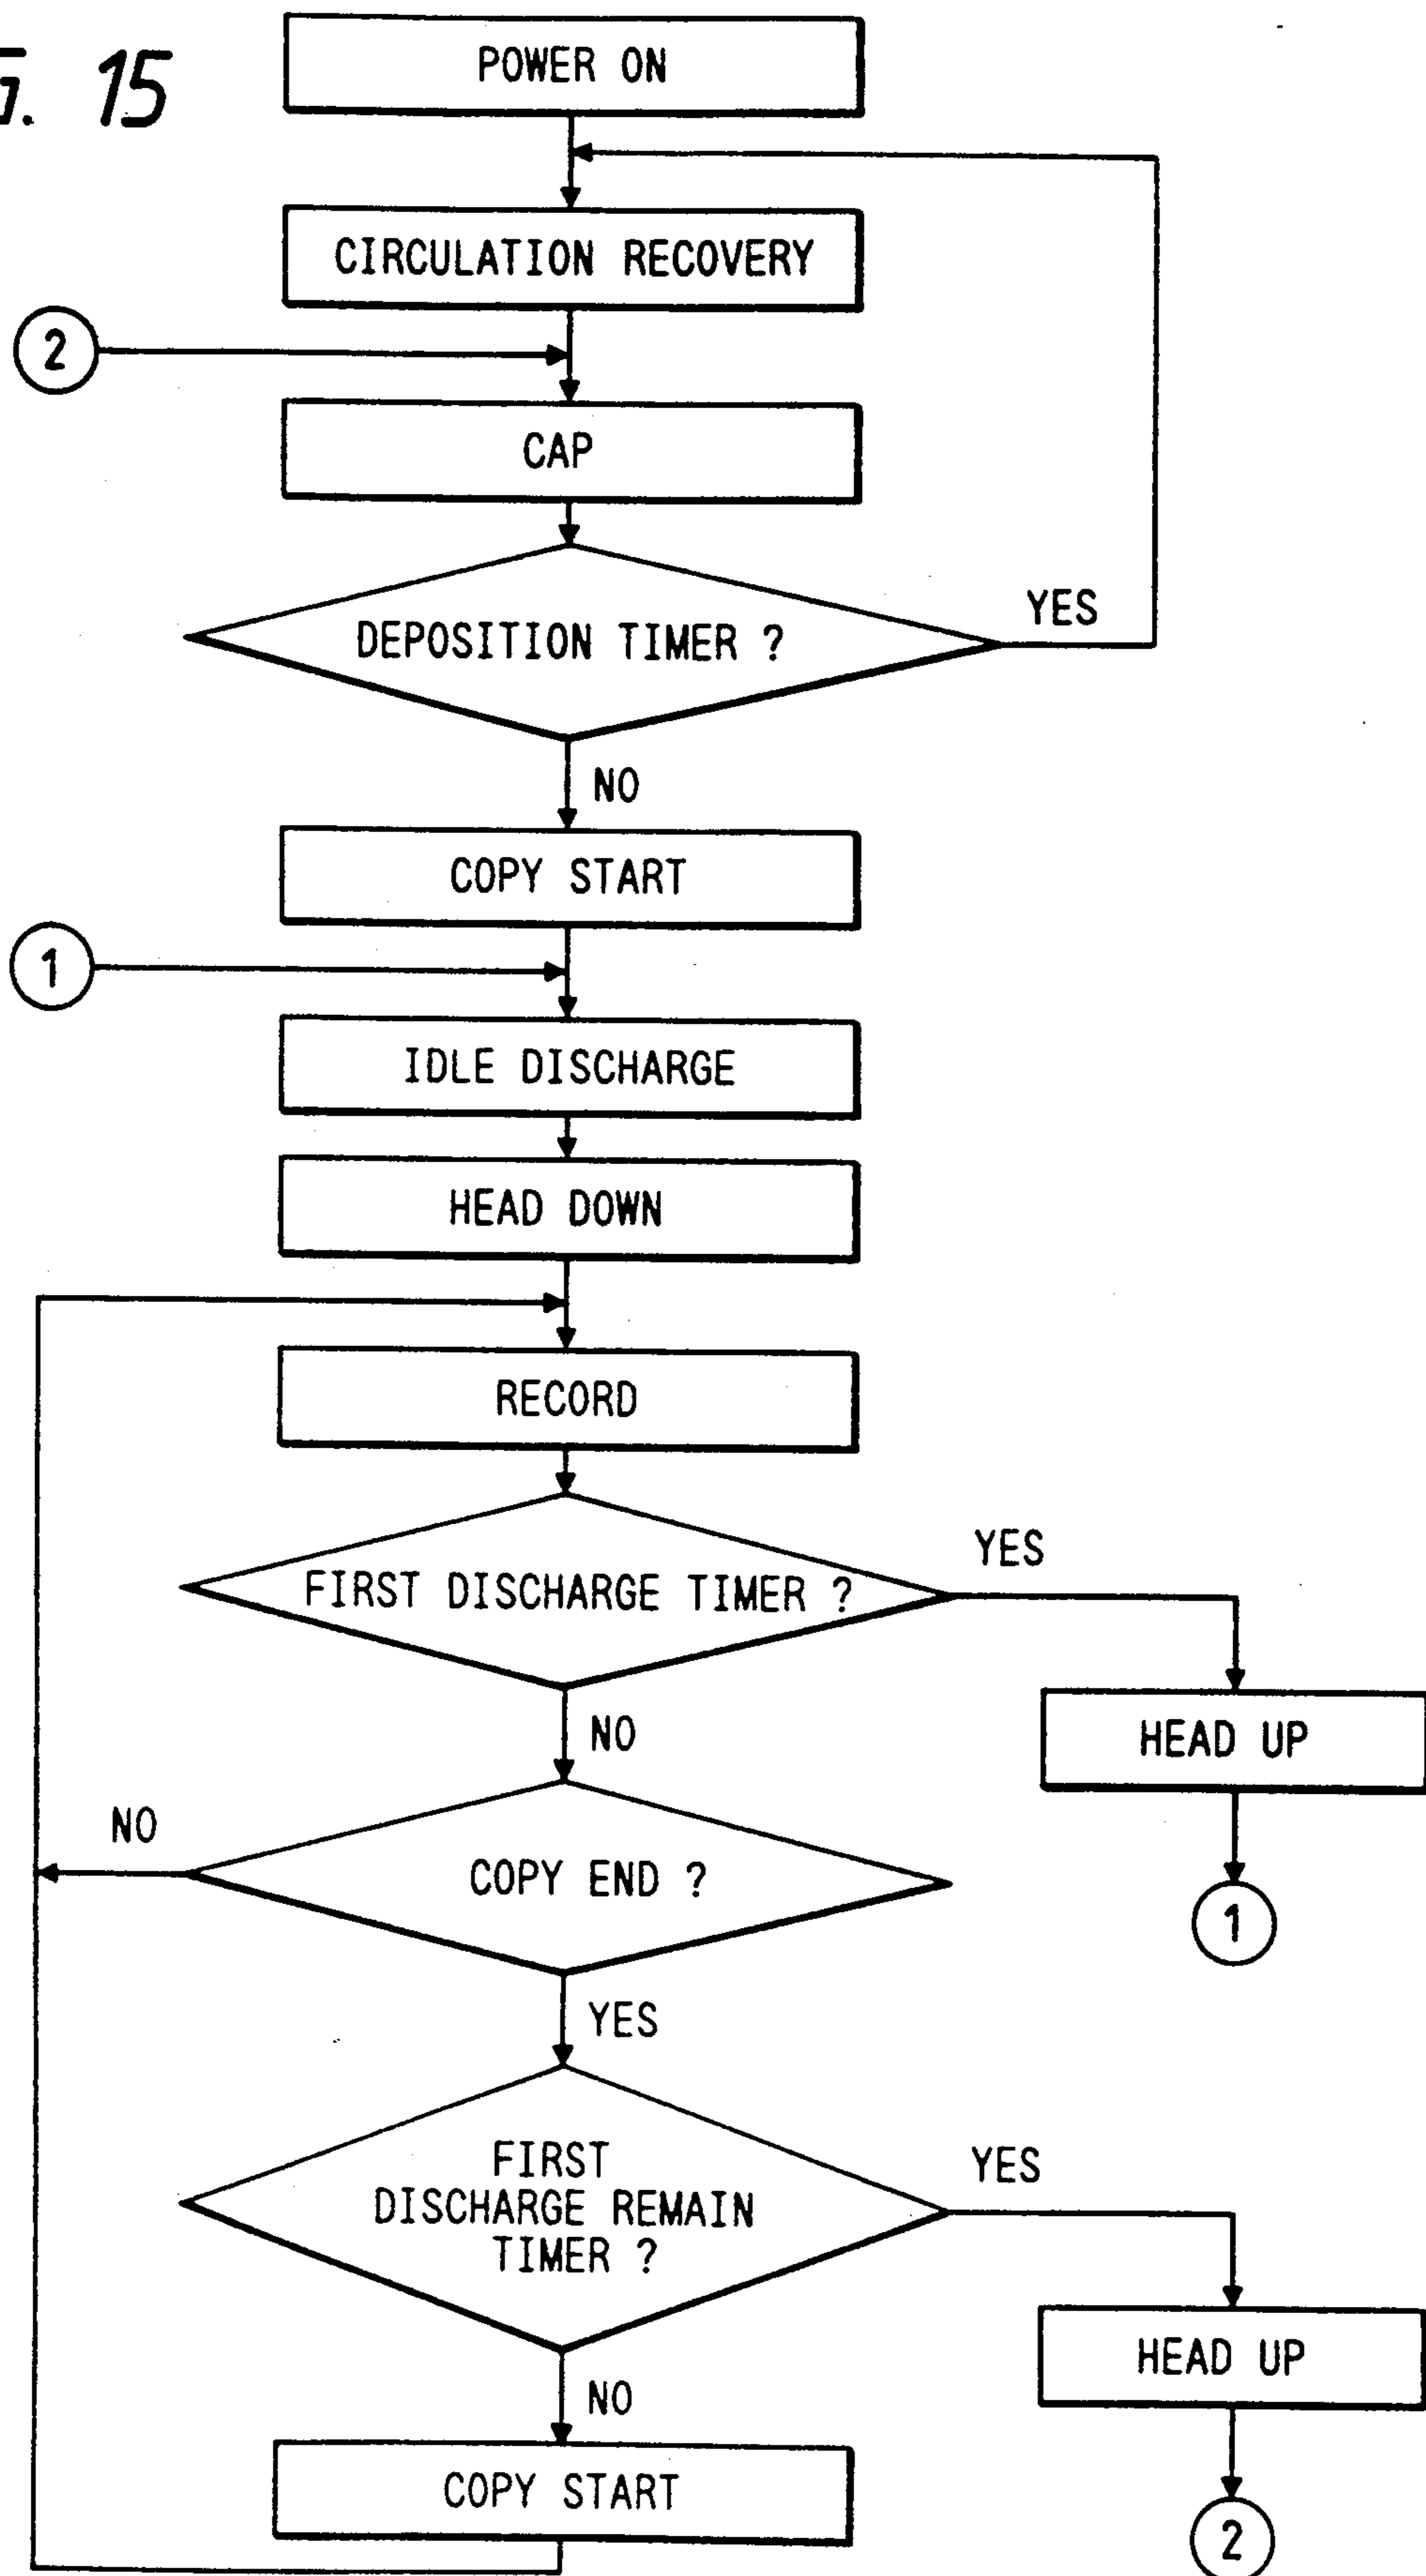 G. 15
POWER ON
CIRCULATION RECOVERY
2
CAP
DEPOSITION TIMER ?
YES
NO
COPY START
1
IDLE DISCHARGE
HEAD DOWN
RECORD
FIRST DISCHARGE TIMER ?
YES
NO
HEAD UP
NO
COPY END ?
1
YES
FIRST
DISCHARGE REMAIN
TIMER ?
YES
HEAD UP
NO
COPY START
2